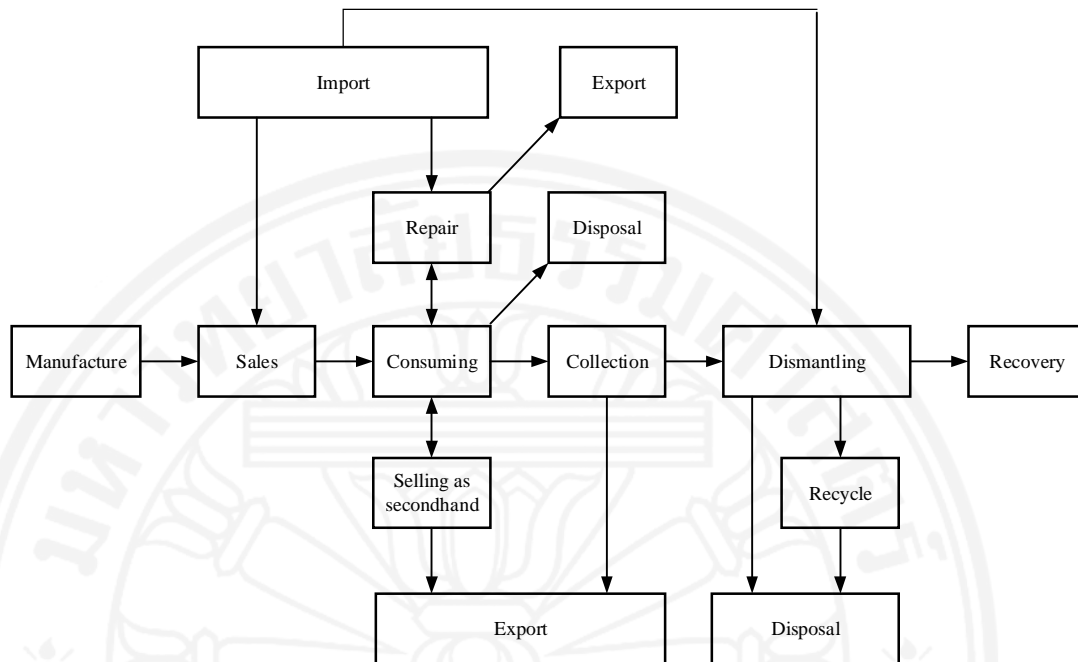 Import
Export
Repair
Disposal
Manufacture
Sales
Consuming
Collection
Dismantling
Recovery
Selling as
secondhand
Recycle
Export
Disposal